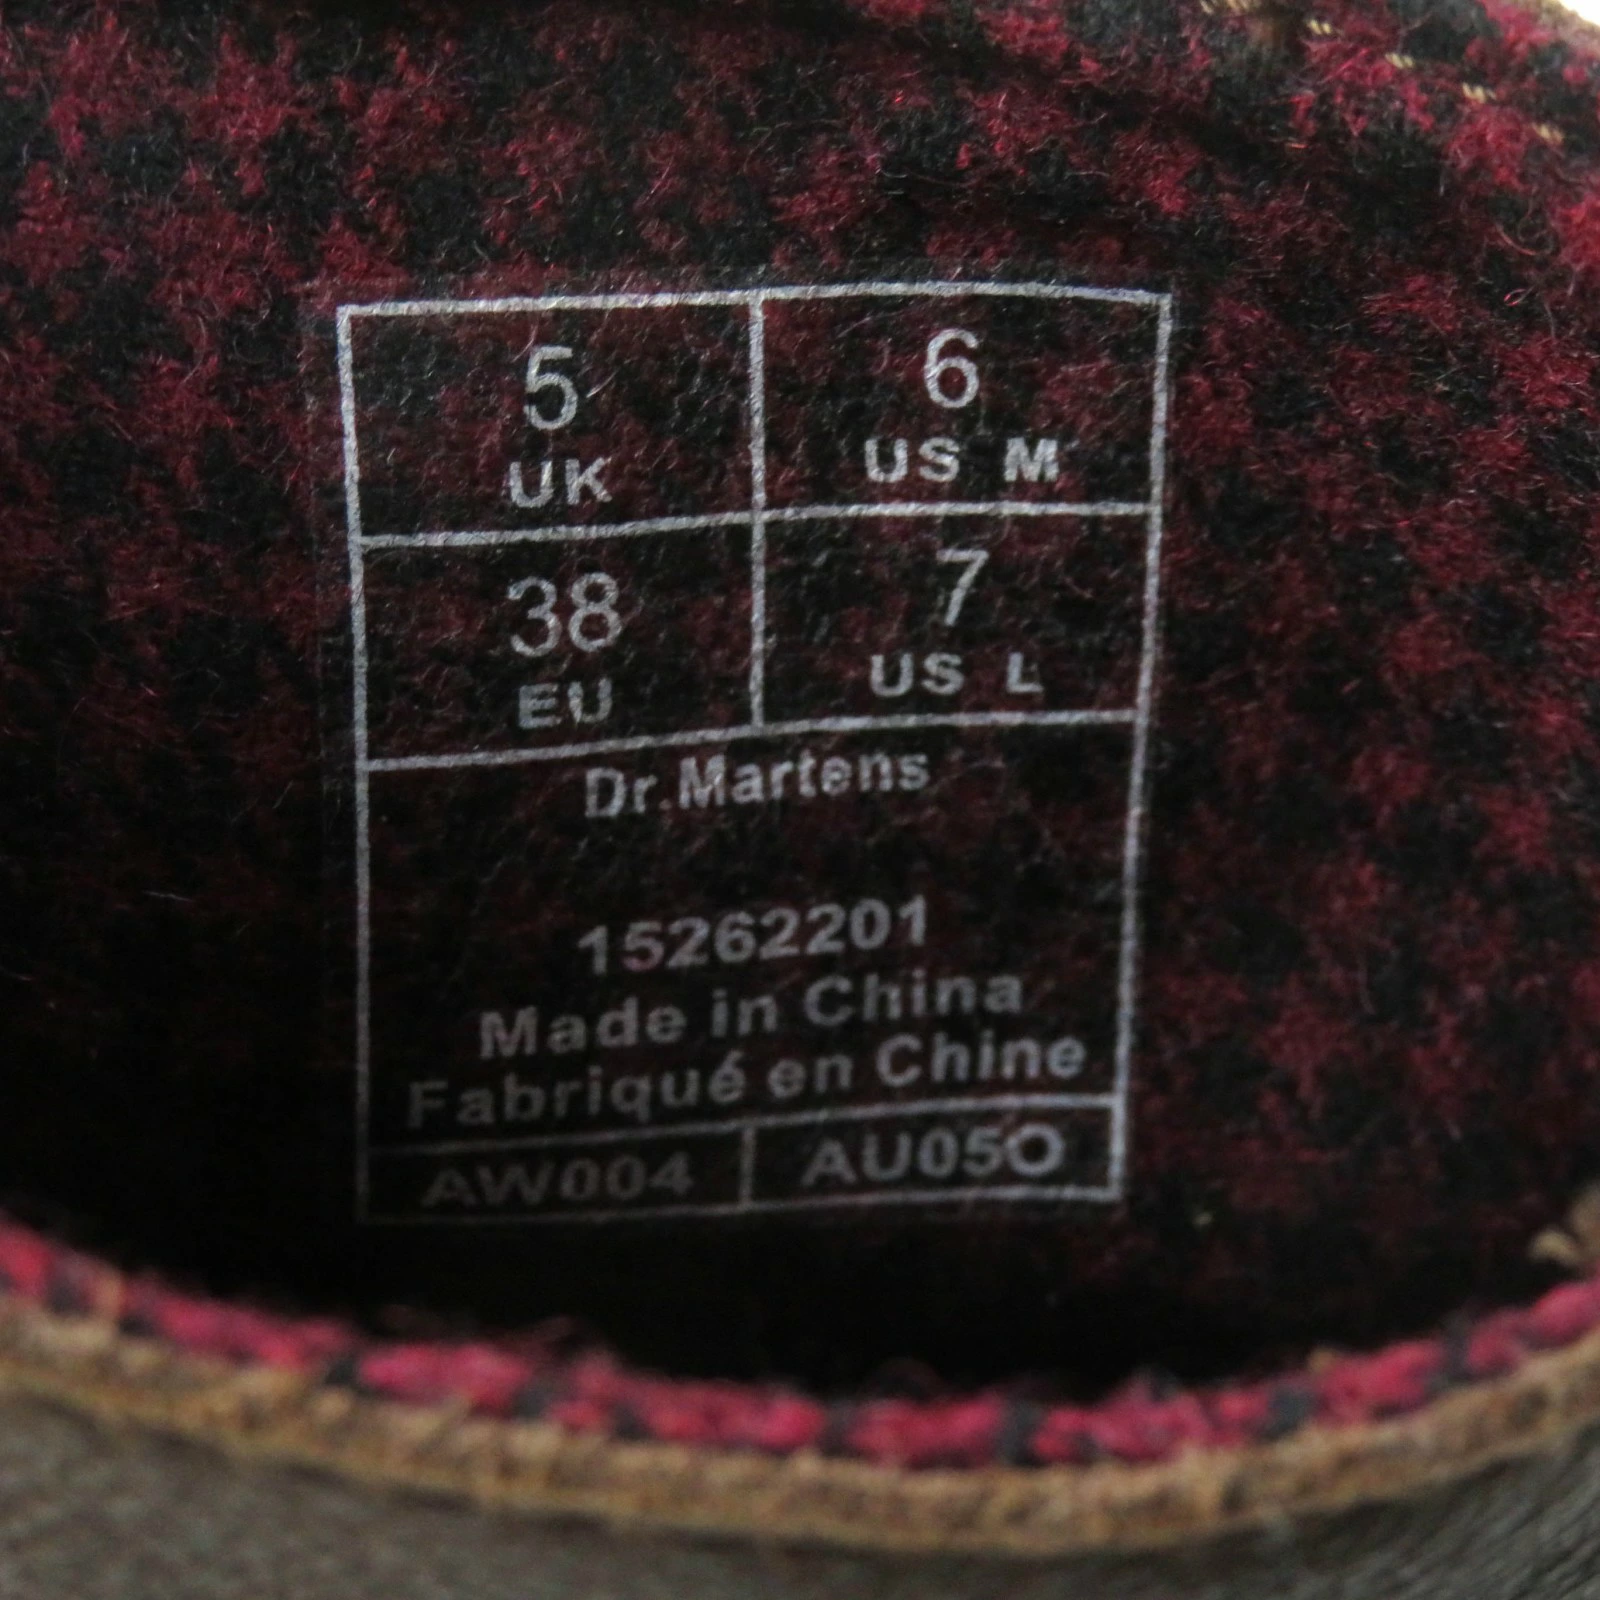 5 6
UK US M
38 7
EU US L
Dr.Martens
15262201
Made in China
Fabriqué en Chine
AW004 AU05O